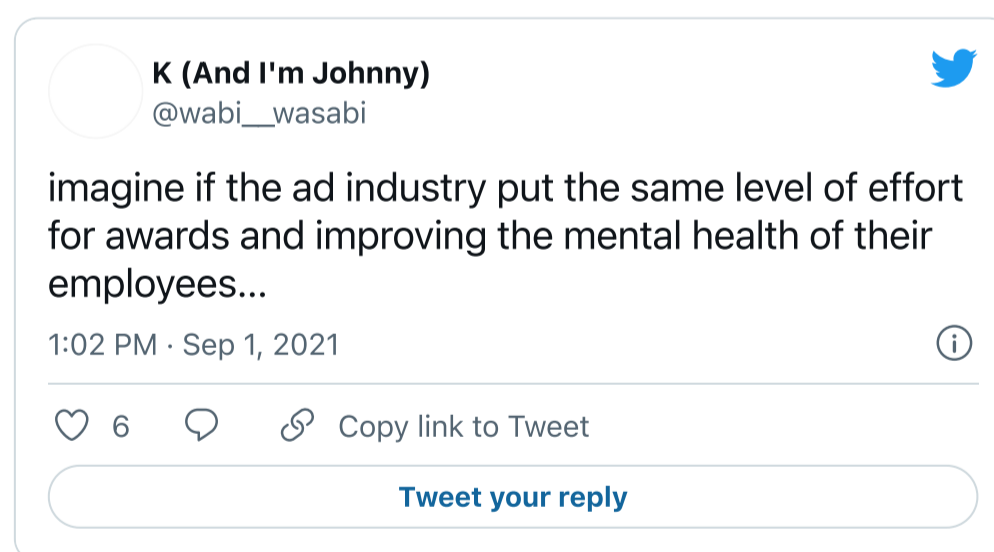 K (And I'm Johnny)
@wabi__wasabi
imagine if the ad industry put the same level of effort
for awards and improving the mental health of their
employees...
1:02 PM · Sep 1, 2021
6
Copy link to Tweet
Tweet your reply